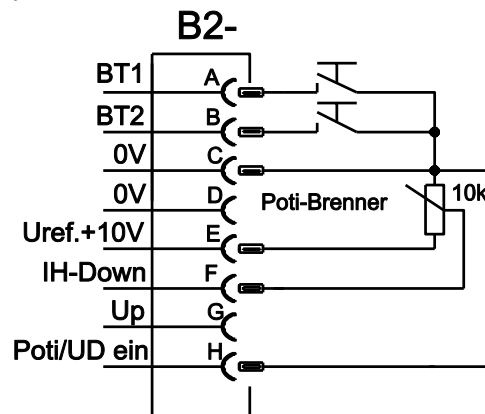 B2-
BT1 A
BT2 B
0V C
0V D
Poti-Brenner 10k
Uref.+10V E
IH-Down F
Up G
Poti/UD ein H